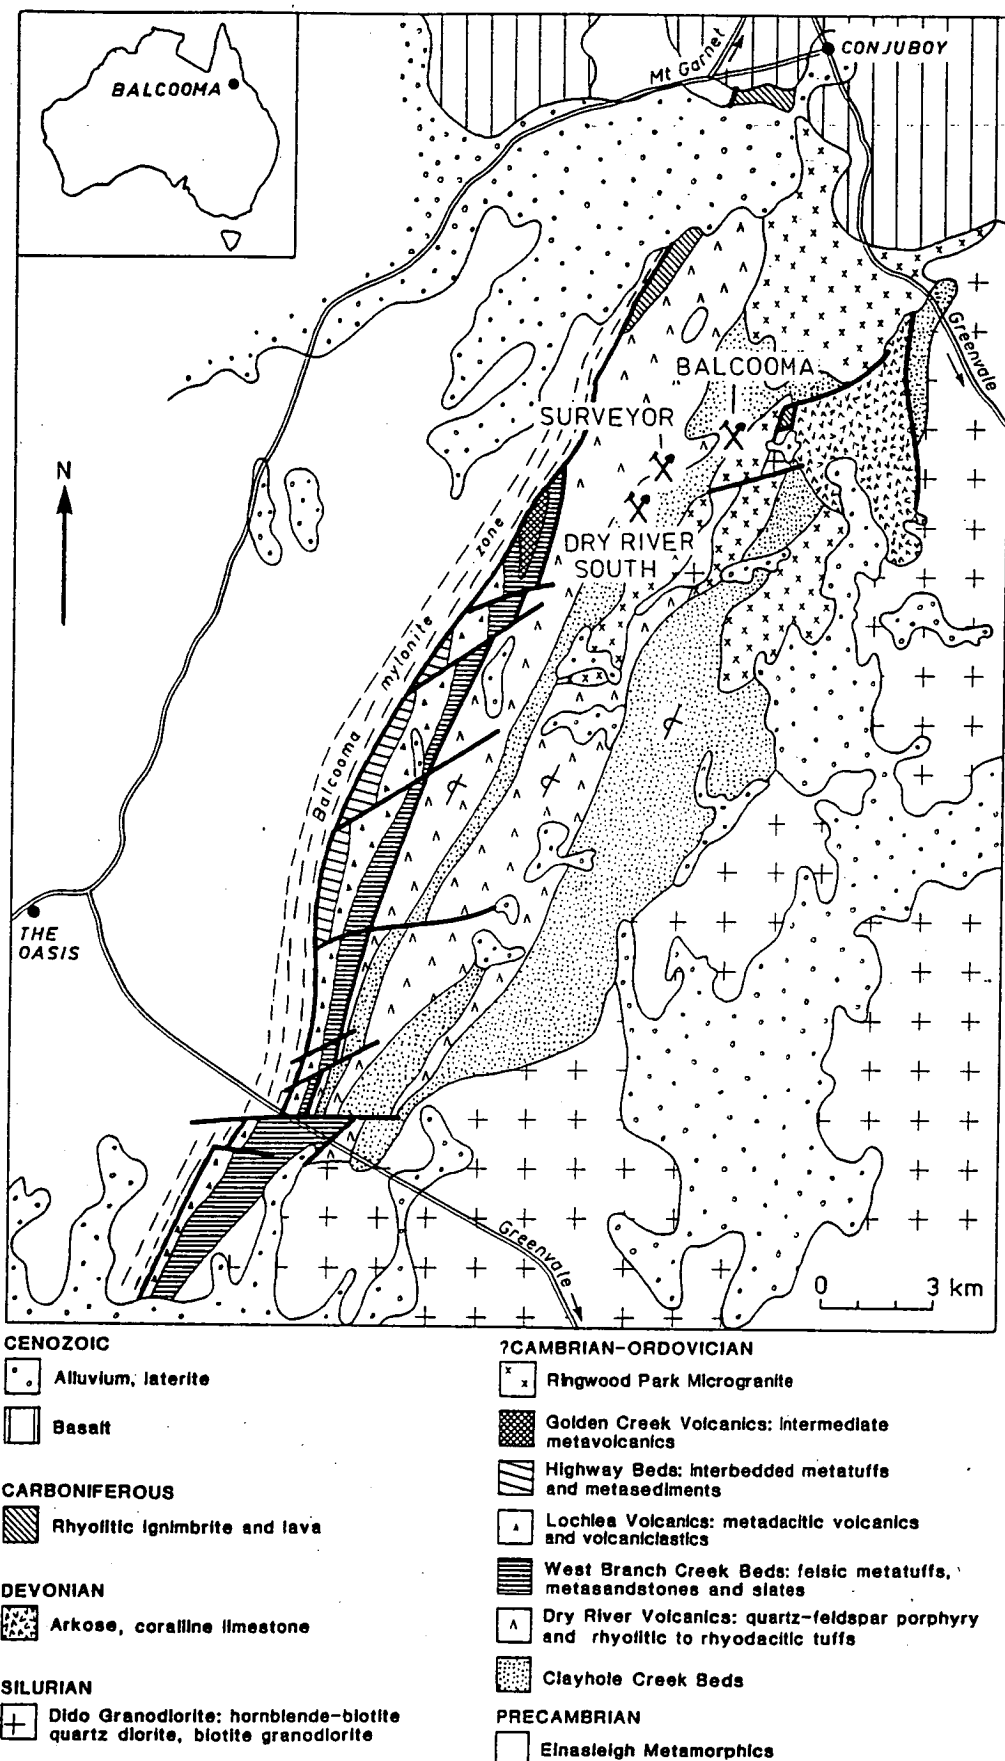 BALCOOMA
Mt Garnet
CONJUBOY
Greenvale
BALCOOMA
SURVEYOR
N
zone
DRY RIVER
SOUTH
mylonite
Balcooma
THE
OASIS
Greenvale
0 3 km
CENOZOIC
Alluvium, laterite
Basalt
CARBONIFEROUS
Rhyolitic ignimbrite and lava
DEVONIAN
Arkose, coralline limestone
SILURIAN
Dido Granodiorite: hornblende-biotite
quartz diorite, biotite granodiorite
?CAMBRIAN-ORDOVICIAN
Ringwood Park Microgranite
Golden Creek Volcanics: intermediate
metavolcanics
Highway Beds: interbedded metatuffs
and metasediments
Lochlea Volcanics: metadacitic volcanics
and volcaniclastics
West Branch Creek Beds: felsic metatuffs,
metasandstones and slates
Dry River Volcanics: quartz-feldspar porphyry
and rhyolitic to rhyodacitic tuffs
Clayhole Creek Beds
PRECAMBRIAN
Einasleigh Metamorphics